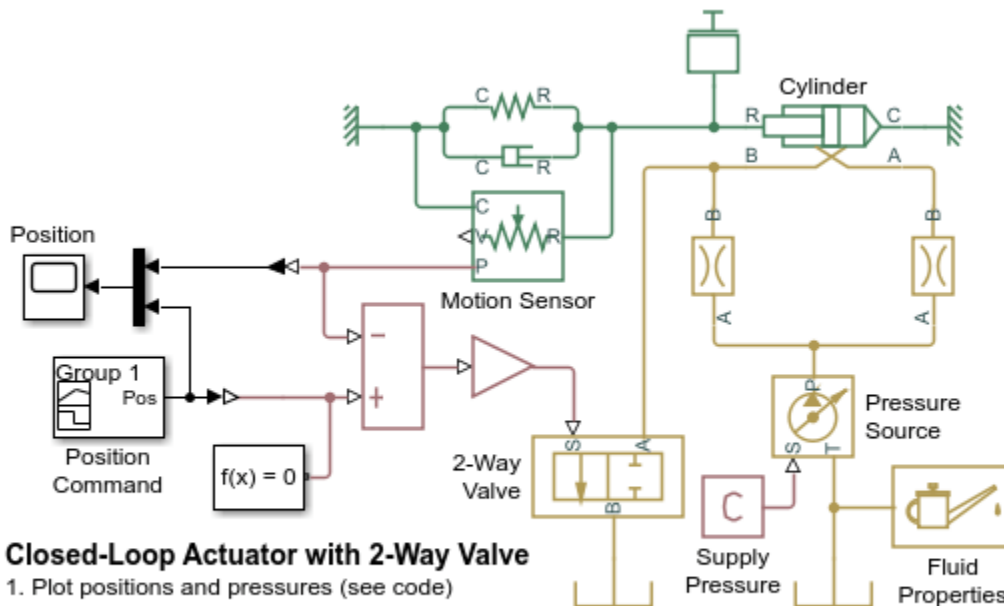 Cylinder
C R
R C
C R
B A
C
V R
P
Motion Sensor
B B
A A
Position
Group 1
Pos
Position
Command
f(x) = 0
−
+
2-Way
Valve
S A
B
P
S T
Pressure
Source
C
Supply
Pressure
Fluid
Properties
Closed-Loop Actuator with 2-Way Valve
1. Plot positions and pressures (see code)